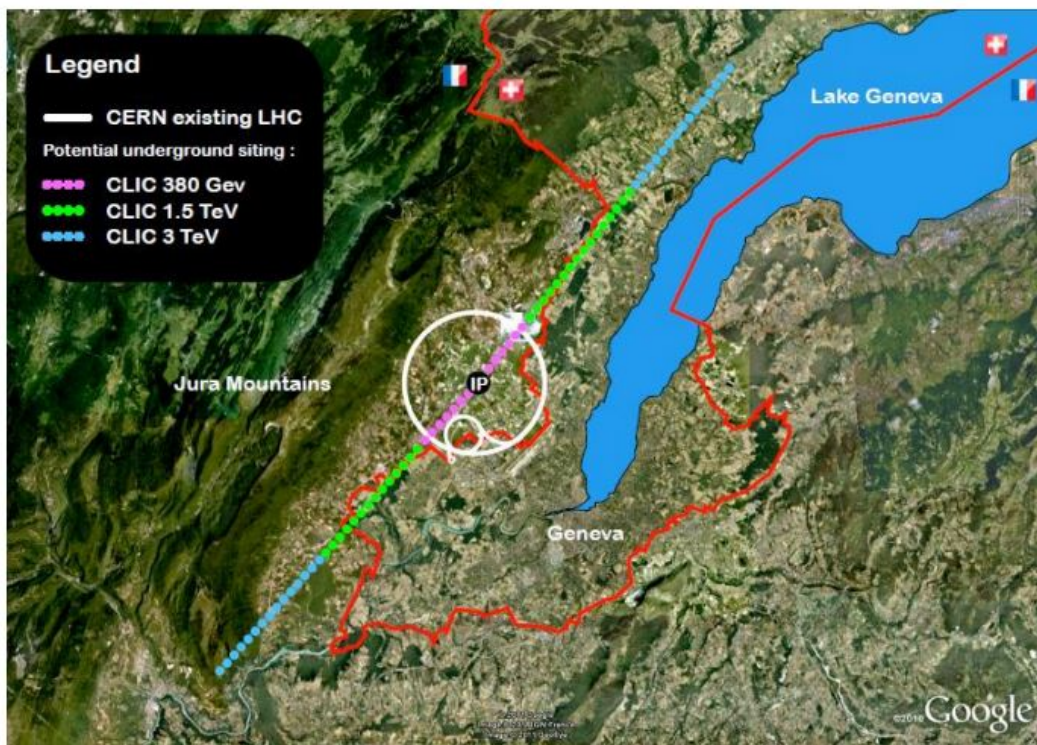 Legend
CERN existing LHC
Potential underground siting :
CLIC 380 Gev
CLIC 1.5 TeV
CLIC 3 TeV
Lake Geneva
Jura Mountains
IP
Geneva
©2018 Google